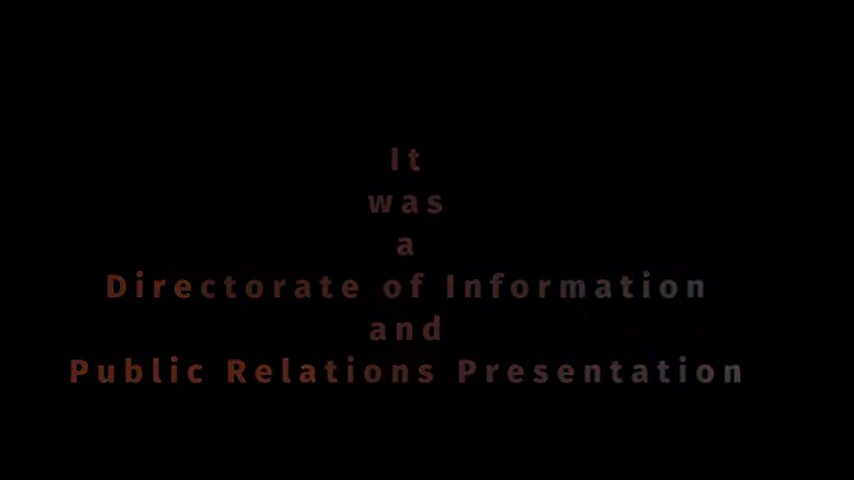 It
was
a
Directorate of Information
and
Public Relations Presentation